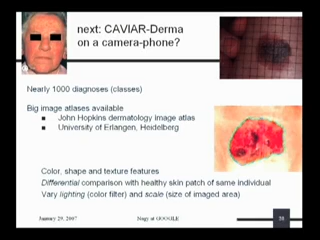 next: CAVIAR-Derma
on a camera-phone?
Nearly 1000 diagnoses (classes)
Big image atlases available
John Hopkins dermatology image atlas
University of Erlangen, Heidelberg
Color, shape and texture features
Differential comparison with healthy skin patch of same individual
Vary lighting (color filter) and scale (size of imaged area)
January 29, 2007
Nagy at GOOGLE